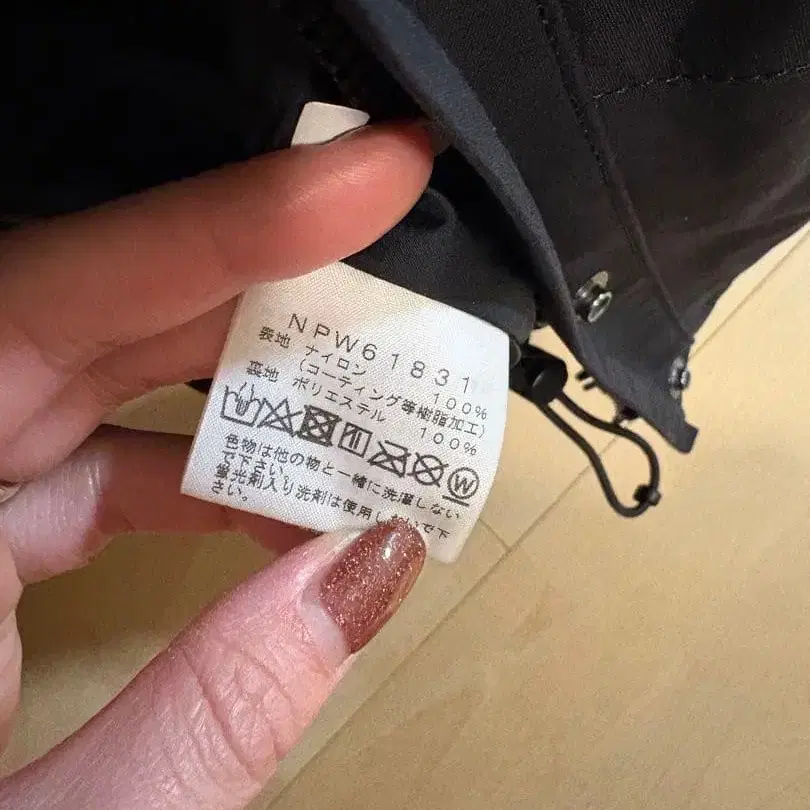 NPW61831
表地 ナイロン 100%
(コーティング等樹脂加工)
裏地 ポリエステル 100%
W
色物は他の物と一緒に洗濯しない
で下さい。
蛍光剤入り洗剤は使用しないで下
さい。